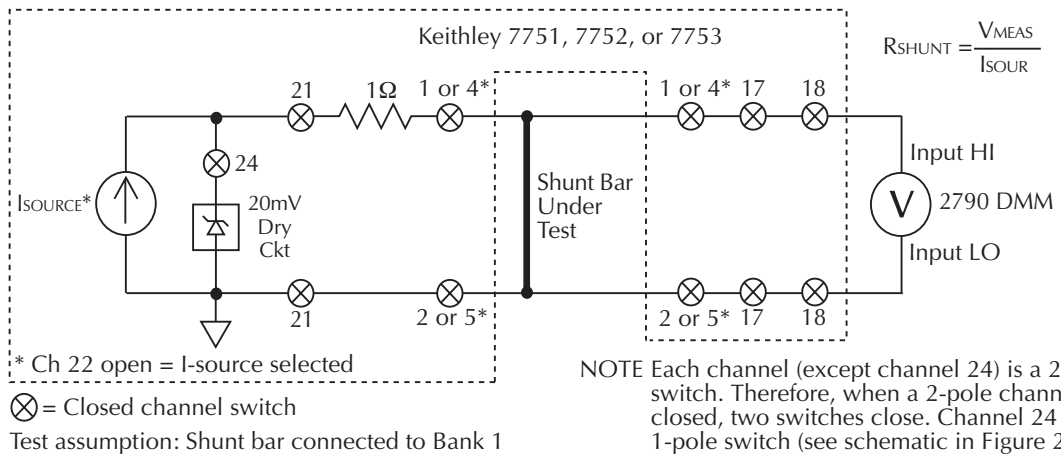 Keithley 7751, 7752, or 7753
RSHUNT = VMEAS
ISOUR
21
1Ω
1 or 4*
1 or 4*
17
18
24
Input HI
ISOURCE*
20mV
Dry
Ckt
Shunt Bar
Under
Test
V
2790 DMM
Input LO
21
2 or 5*
2 or 5*
17
18
* Ch 22 open = I-source selected
= Closed channel switch
Test assumption: Shunt bar connected to Bank 1
NOTE Each channel (except channel 24) is a 2
switch. Therefore, when a 2-pole chann
closed, two switches close. Channel 24
1-pole switch (see schematic in Figure 2